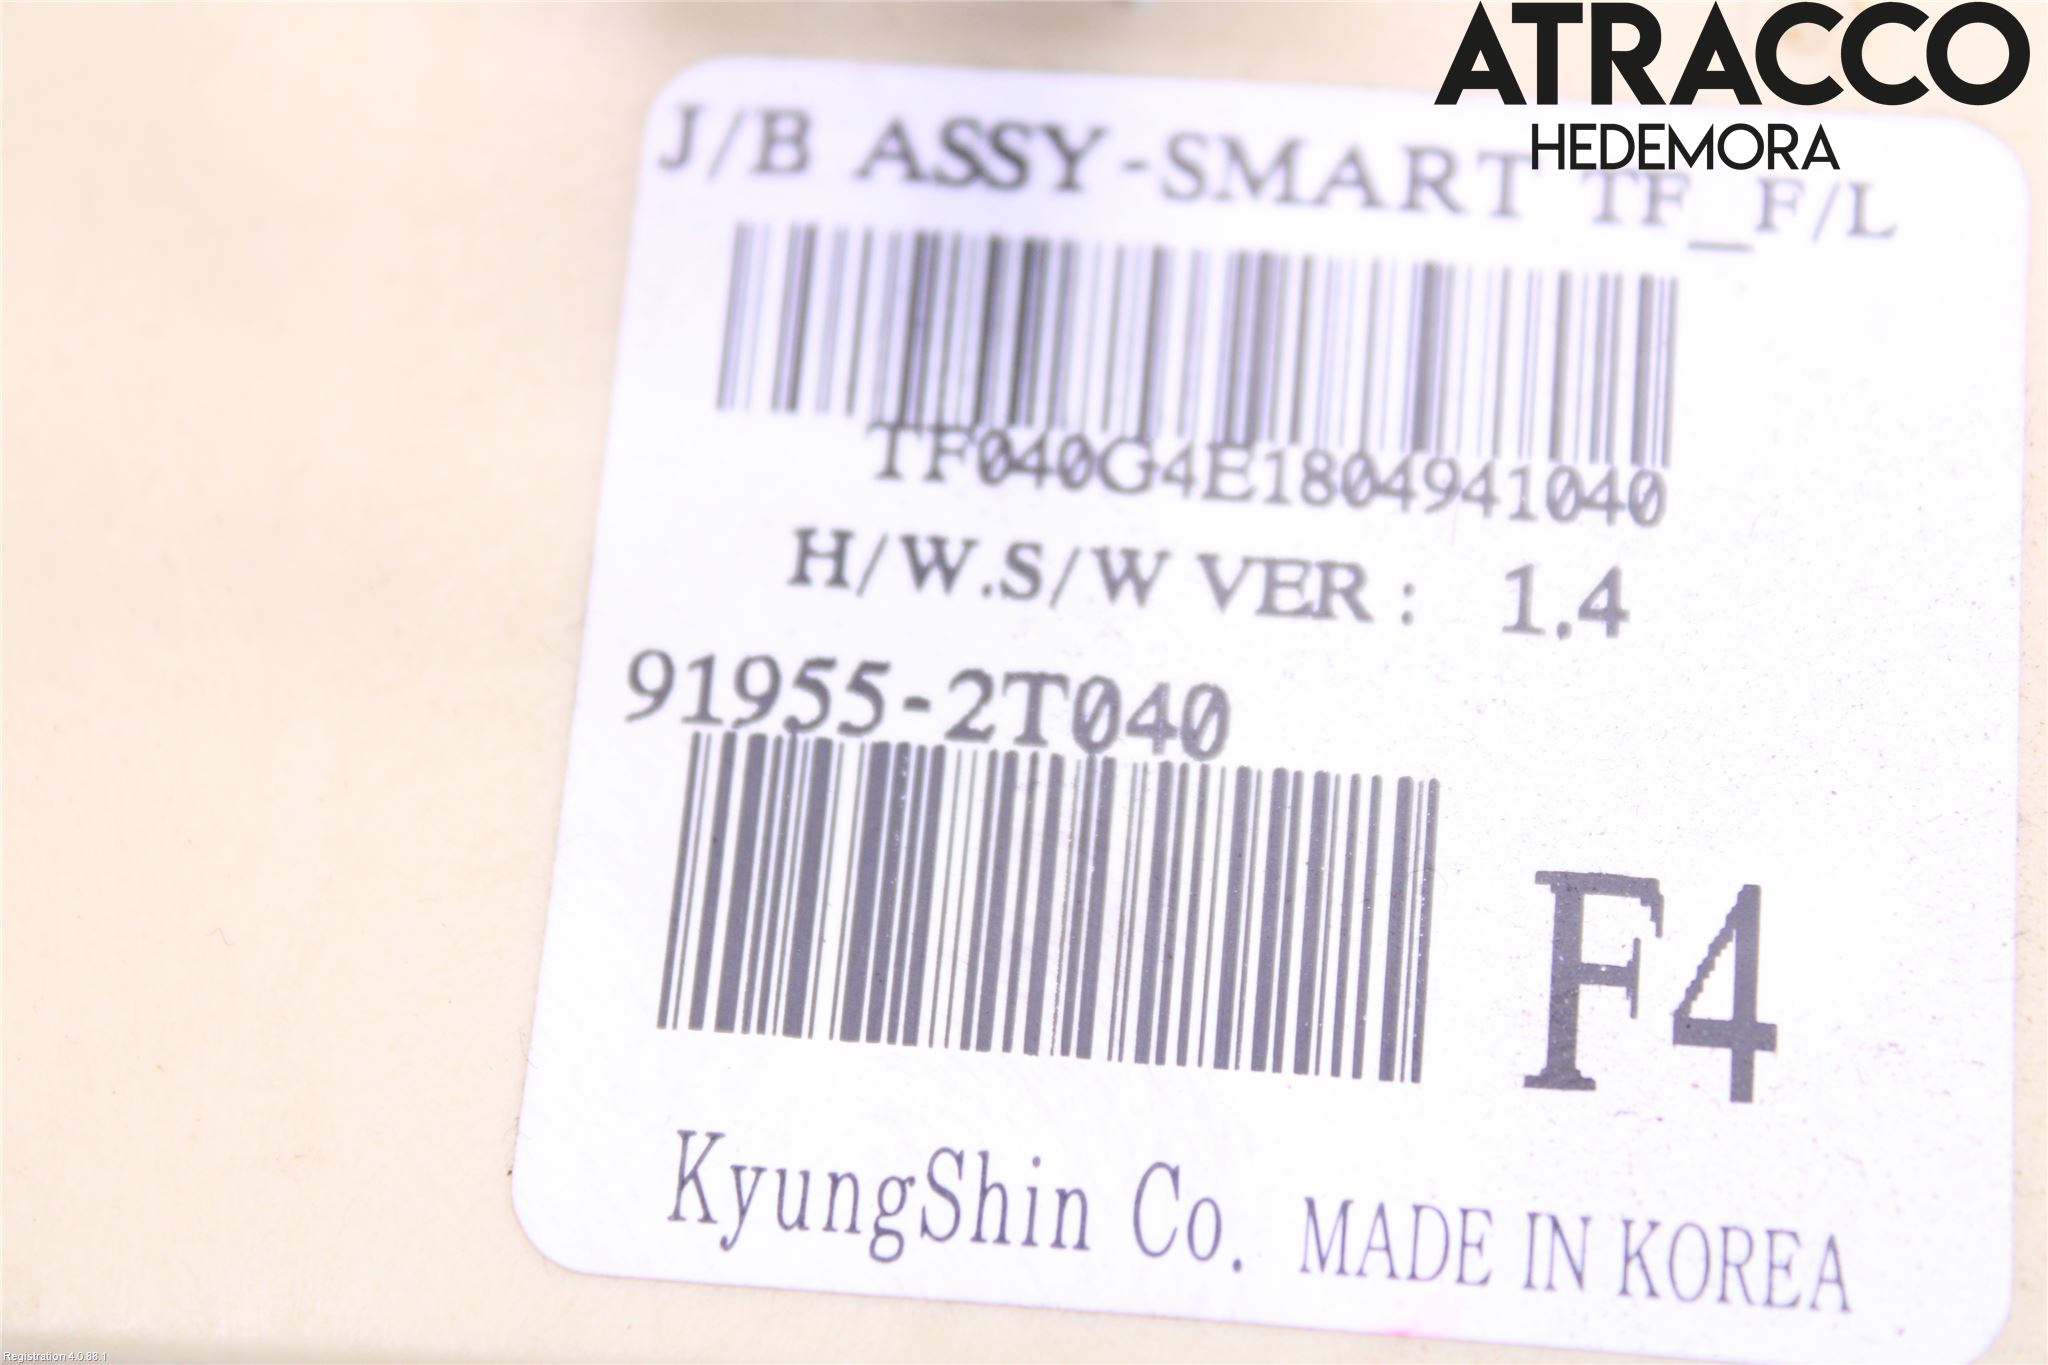 ATRACCO
HEDEMORA
J/B ASSY-SMART TF_F/L
TF040G4E1804941040
H/W.S/W VER : 1.4
91955-2T040
F4
KyungShin Co. MADE IN KOREA
Registration 4.0.88.1